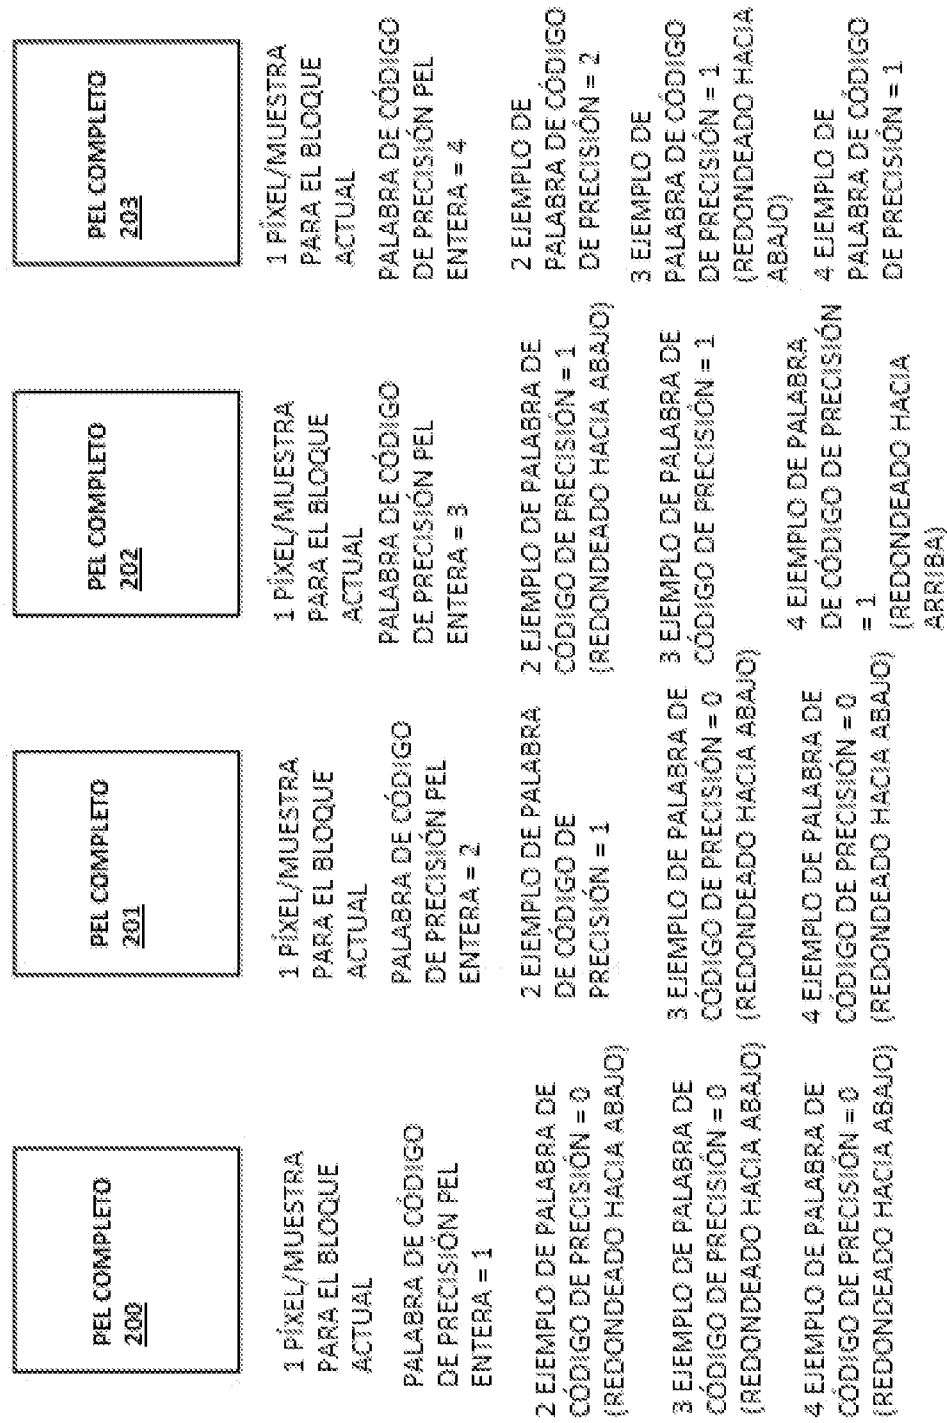 PEL COMPLETO
200
1 PÍXEL/MUESTRA
PARA EL BLOQUE
ACTUAL
PALABRA DE CÓDIGO
DE PRECISIÓN PEL
ENTERA = 1
2 EJEMPLO DE PALABRA DE
CÓDIGO DE PRECISIÓN = 0
(REDONDEADO HACIA ABAJO)
3 EJEMPLO DE PALABRA DE
CÓDIGO DE PRECISIÓN = 0
(REDONDEADO HACIA ABAJO)
4 EJEMPLO DE PALABRA DE
CÓDIGO DE PRECISIÓN = 0
(REDONDEADO HACIA ABAJO)
PEL COMPLETO
201
1 PÍXEL/MUESTRA
PARA EL BLOQUE
ACTUAL
PALABRA DE CÓDIGO
DE PRECISIÓN PEL
ENTERA = 2
2 EJEMPLO DE PALABRA
DE CÓDIGO DE
PRECISIÓN = 1
3 EJEMPLO DE PALABRA DE
CÓDIGO DE PRECISIÓN = 0
(REDONDEADO HACIA ABAJO)
4 EJEMPLO DE PALABRA DE
CÓDIGO DE PRECISIÓN = 0
(REDONDEADO HACIA ABAJO)
PEL COMPLETO
202
1 PÍXEL/MUESTRA
PARA EL BLOQUE
ACTUAL
PALABRA DE CÓDIGO
DE PRECISIÓN PEL
ENTERA = 3
2 EJEMPLO DE PALABRA DE
CÓDIGO DE PRECISIÓN = 1
(REDONDEADO HACIA ABAJO)
3 EJEMPLO DE PALABRA DE
CÓDIGO DE PRECISIÓN = 1
4 EJEMPLO DE PALABRA
DE CÓDIGO DE PRECISIÓN
= 1
(REDONDEADO HACIA
ARRIBA)
PEL COMPLETO
203
1 PÍXEL/MUESTRA
PARA EL BLOQUE
ACTUAL
PALABRA DE CÓDIGO
DE PRECISIÓN PEL
ENTERA = 4
2 EJEMPLO DE
PALABRA DE CÓDIGO
DE PRECISIÓN = 2
3 EJEMPLO DE
PALABRA DE CÓDIGO
DE PRECISIÓN = 1
(REDONDEADO HACIA
ABAJO)
4 EJEMPLO DE
PALABRA DE CÓDIGO
DE PRECISIÓN = 1